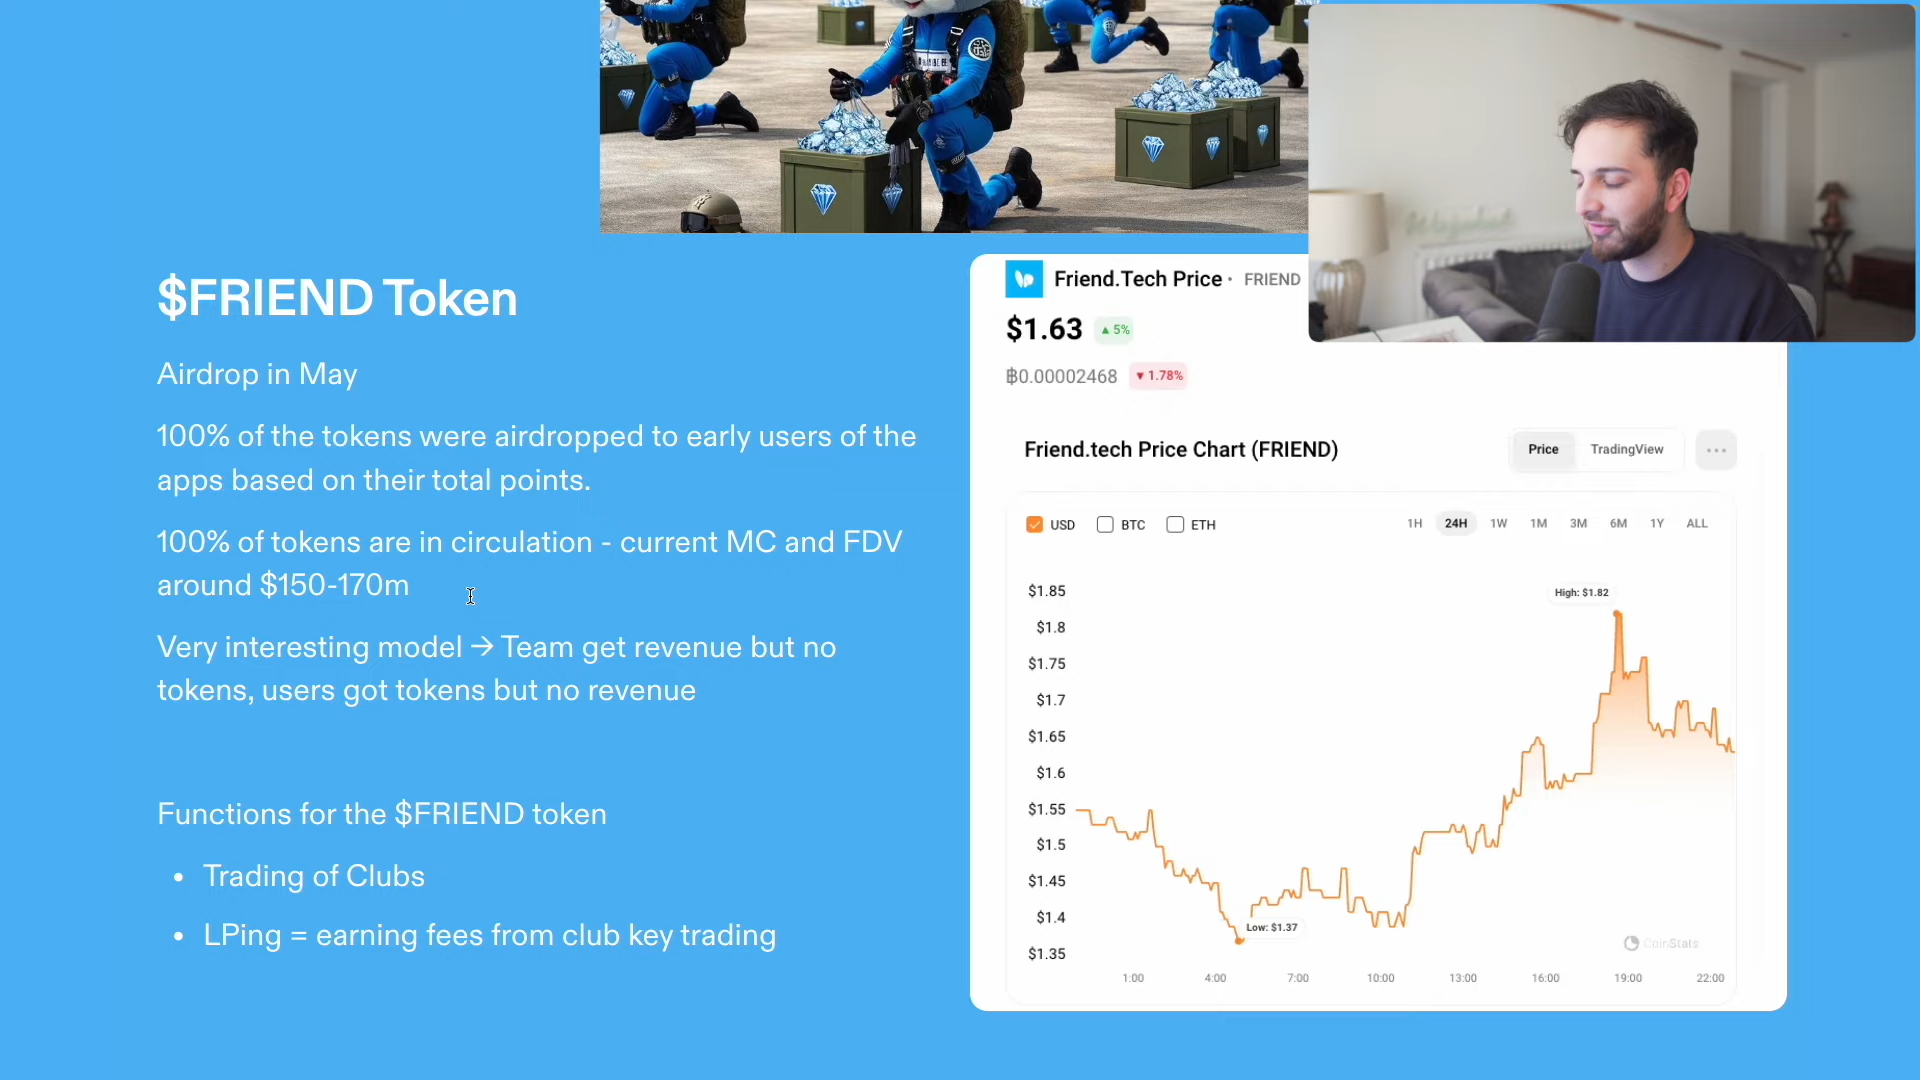 $FRIEND Token
Airdrop in May
100% of the tokens were airdropped to early users of the
apps based on their total points.
100% of tokens are in circulation - current MC and FDV
around $150-170m
Very interesting model → Team get revenue but no
tokens, users got tokens but no revenue
Functions for the $FRIEND token
• Trading of Clubs
• LPing = earning fees from club key trading
Friend.Tech Price · FRIEND
$1.63 ▲ 5%
฿0.00002468 ▼ 1.78%
Friend.tech Price Chart (FRIEND)
Price TradingView
USD BTC ETH
1H 24H 1W 1M 3M 6M 1Y ALL
$1.85
$1.8
$1.75
$1.7
$1.65
$1.6
$1.55
$1.5
$1.45
$1.4
$1.35
High: $1.82
Low: $1.37
CoinStats
1:00 4:00 7:00 10:00 13:00 16:00 19:00 22:00